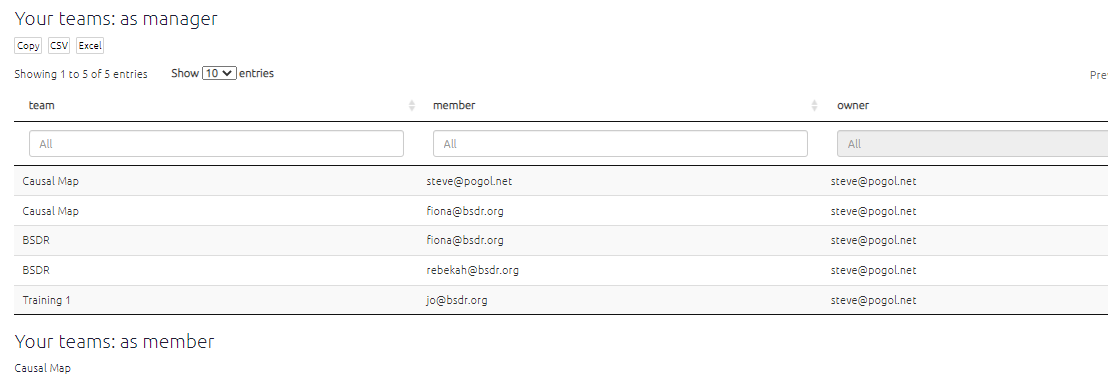 Your teams: as manager
Copy CSV Excel
Showing 1 to 5 of 5 entries Show 10 entries
team member owner
All All All
Causal Map steve@pogol.net steve@pogol.net
Causal Map fiona@bsdr.org steve@pogol.net
BSDR fiona@bsdr.org steve@pogol.net
BSDR rebekah@bsdr.org steve@pogol.net
Training 1 jo@bsdr.org steve@pogol.net
Your teams: as member
Causal Map